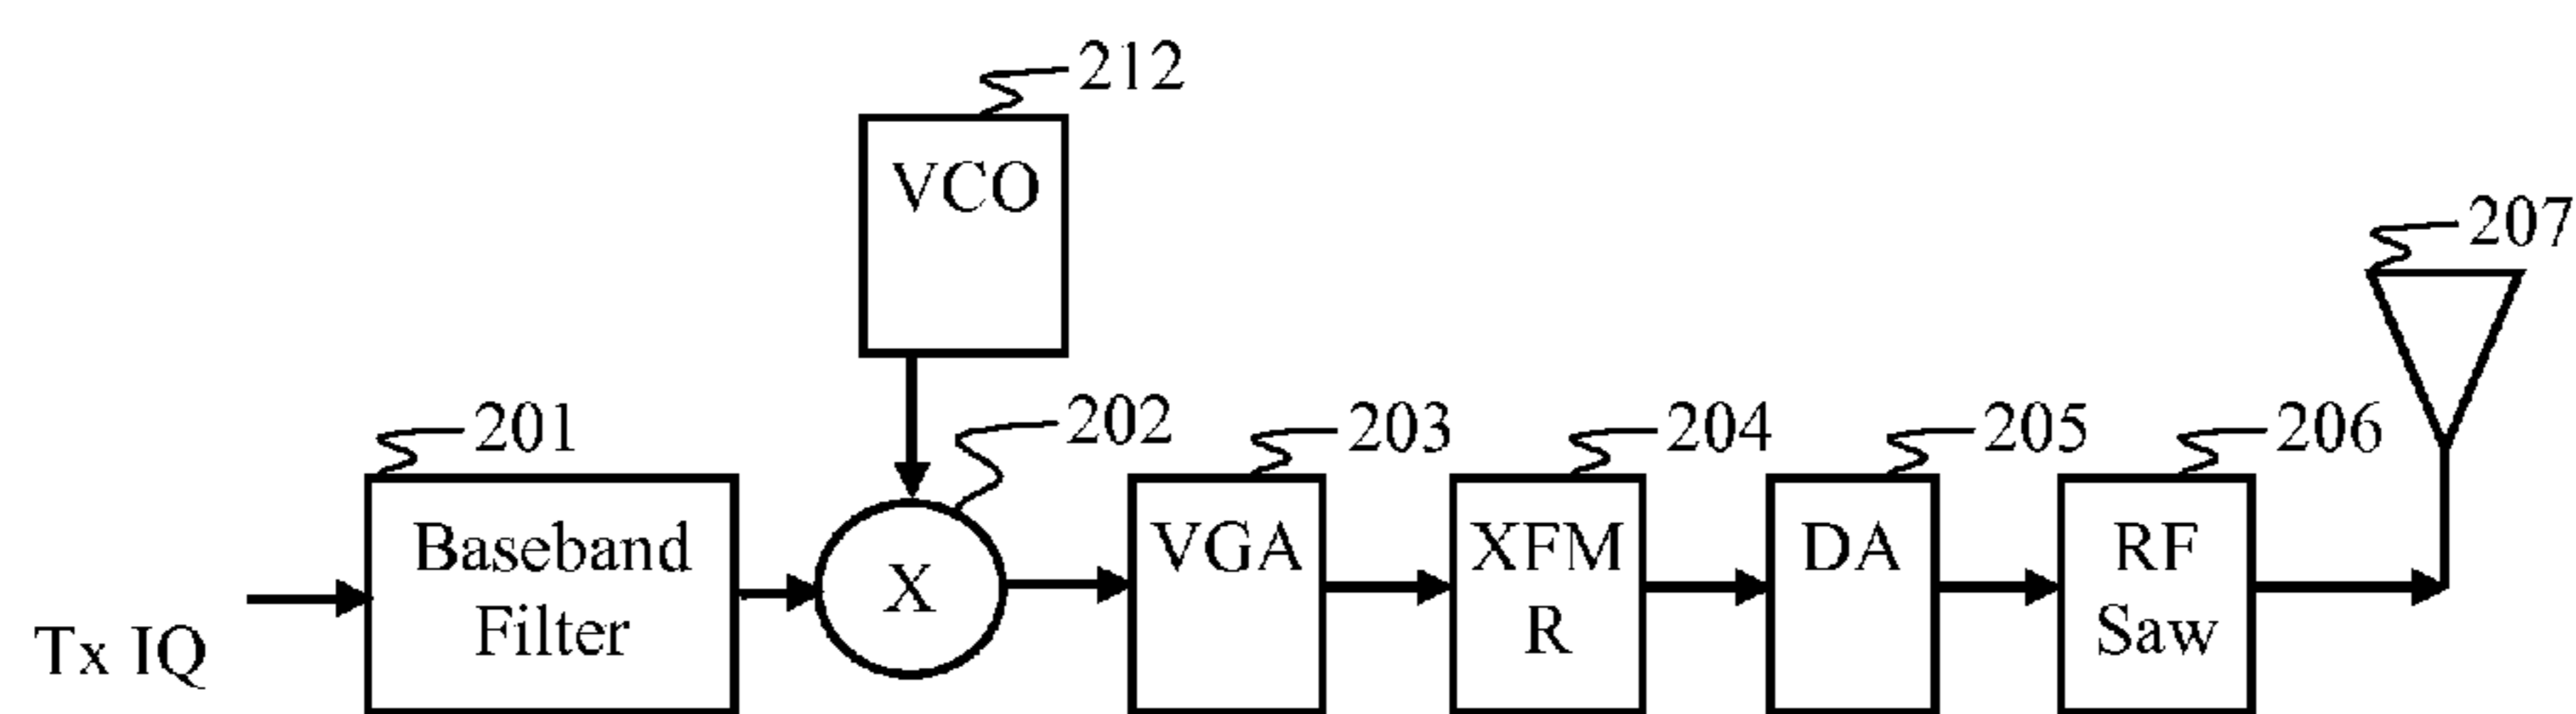 212
VCO
207
201
202
203
204
205
206
Baseband
Filter
X
VGA
XFM
R
DA
RF
Saw
Tx IQ